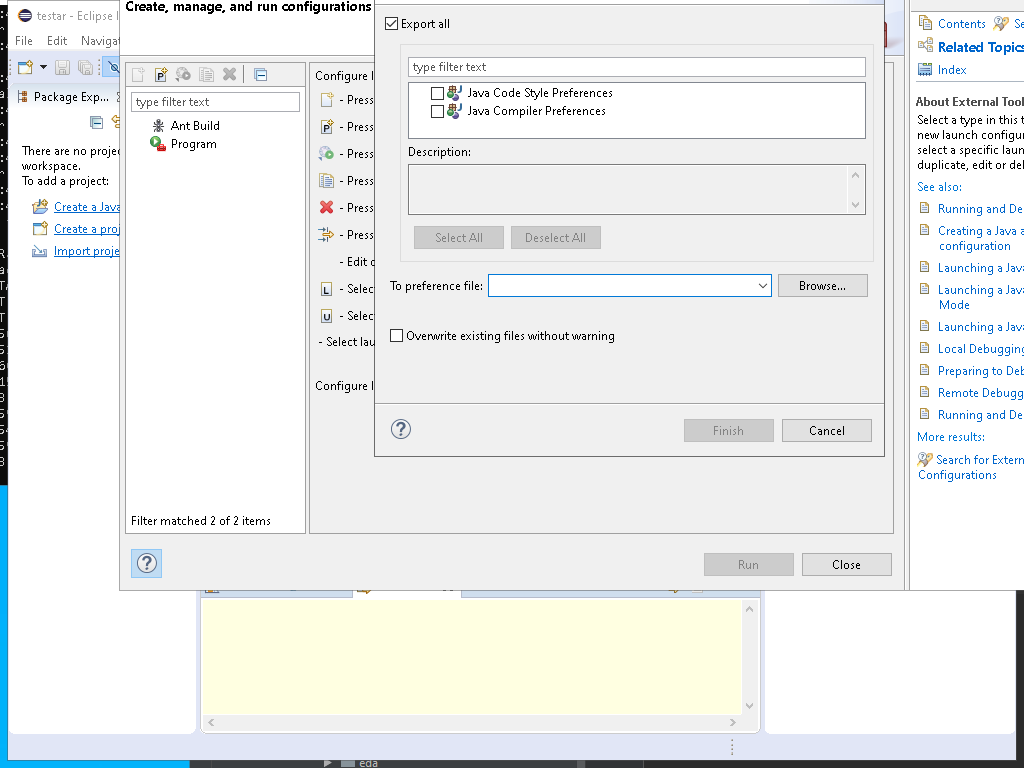 testar - Eclipse I
File Edit Navigat
Package Exp...
There are no proje
workspace.
To add a project:
Create a Java
Create a proj
Import proje
Create, manage, and run configurations
type filter text
Ant Build
Program
Filter matched 2 of 2 items
Configure l
- Press
- Press
- Press
- Press
- Press
- Press
- Edit c
- Selec
- Selec
- Select lau
Configure l
Run
Close
Export all
type filter text
Java Code Style Preferences
Java Compiler Preferences
Description:
Select All
Deselect All
To preference file:
Browse...
Overwrite existing files without warning
Finish
Cancel
Contents
Se
Related Topics
Index
About External Tool
Select a type in this t
new launch configur
select a specific laun
duplicate, edit or del
See also:
Running and De
Creating a Java a
configuration
Launching a Java
Launching a Java
Mode
Launching a Java
Local Debugging
Preparing to Deb
Remote Debugg
Running and De
More results:
Search for Extern
Configurations
eda